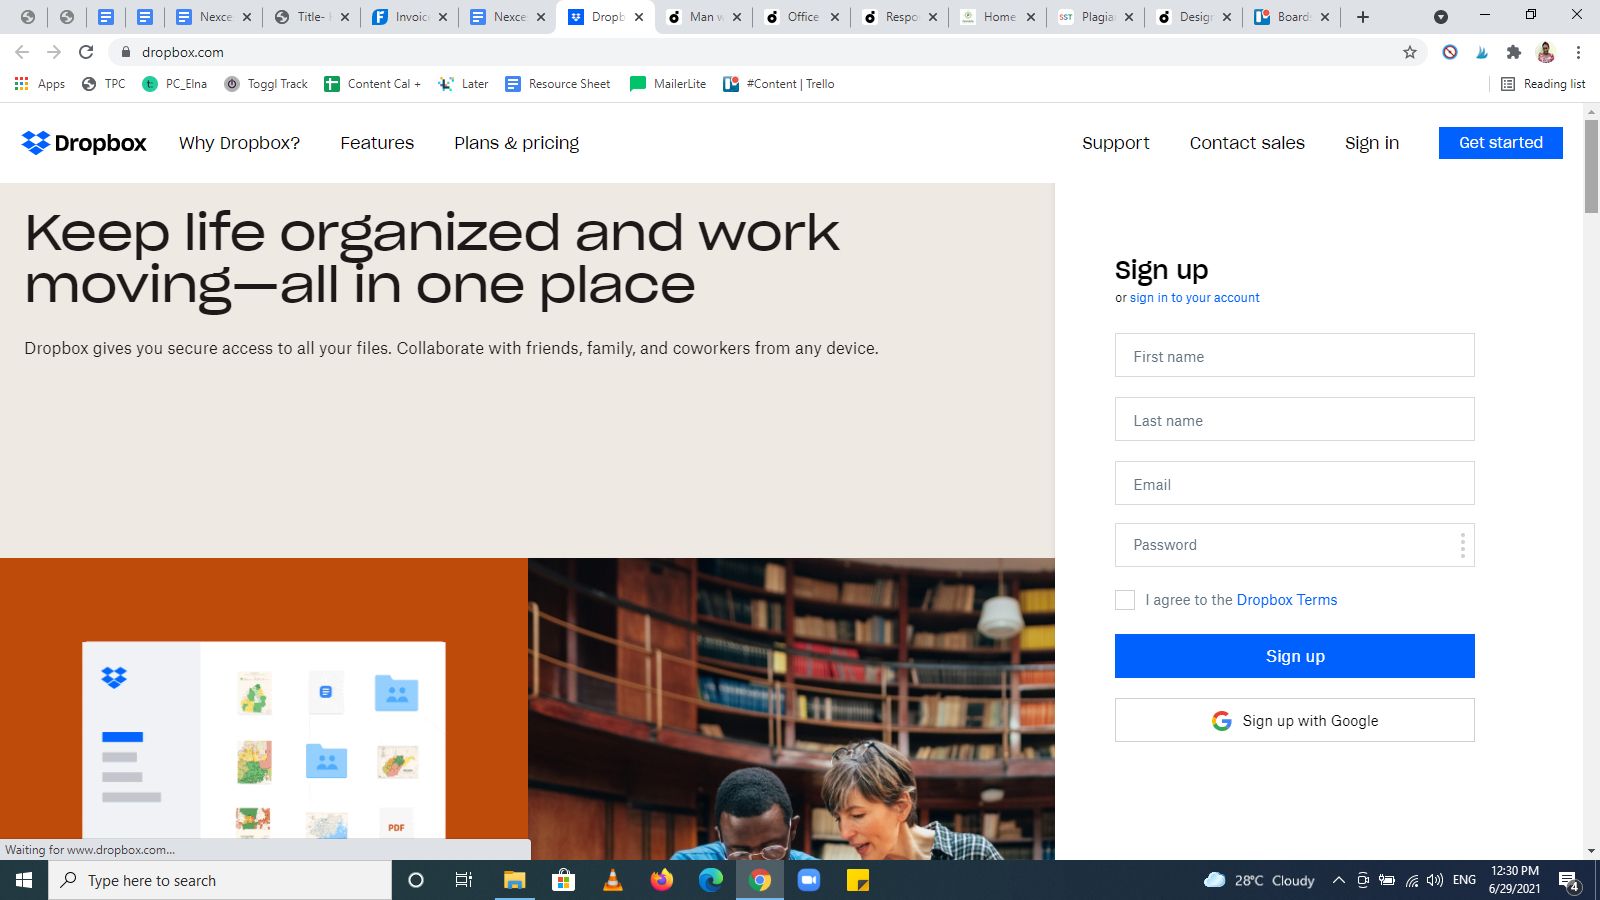 Nexce
Title-
Invoice
Nexce
Dropb
Man w
Office
Respo
Home
SST
Plagia
Design
Boards
dropbox.com
Apps
TPC
PC_Elna
Toggl Track
Content Cal +
Later
Resource Sheet
MailerLite
#Content | Trello
Reading list
Dropbox
Why Dropbox?
Features
Plans & pricing
Support
Contact sales
Sign in
Get started
Keep life organized and work
moving—all in one place
Dropbox gives you secure access to all your files. Collaborate with friends, family, and coworkers from any device.
Sign up
or sign in to your account
First name
Last name
Email
Password
I agree to the Dropbox Terms
Sign up
Sign up with Google
PDF
Waiting for www.dropbox.com...
Type here to search
28°C Cloudy
ENG
12:30 PM
6/29/2021
4